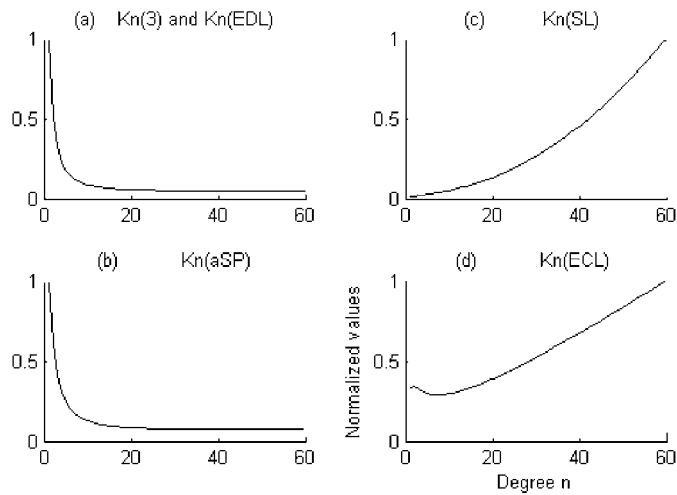 (a) Kn(3) and Kn(EDL)
1
0.5
0
0 20 40 60
(c) Kn(SL)
1
0.5
0
0 20 40 60
(b) Kn(aSP)
1
0.5
0
0 20 40 60
(d) Kn(ECL)
Normalized values
1
0.5
0
0 20 40 60
Degree n